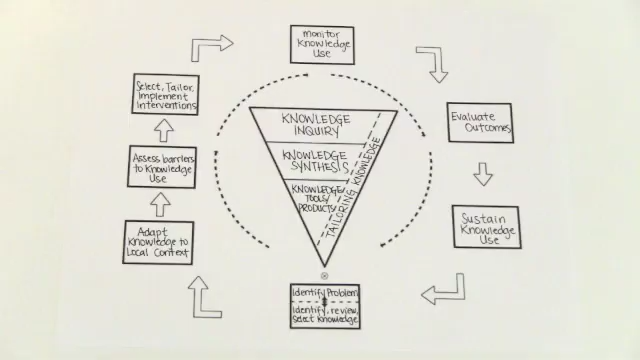 Monitor
Knowledge
Use
Select, Tailor,
Implement
Interventions
Evaluate
Outcomes
KNOWLEDGE
INQUIRY
KNOWLEDGE
SYNTHESIS
KNOWLEDGE
TOOLS/
PRODUCTS
TAILORING KNOWLEDGE
Assess barriers
to Knowledge
Use
Adapt
Knowledge to
Local Context
Sustain
Knowledge
Use
Identify Problem
Identify, review,
Select Knowledge